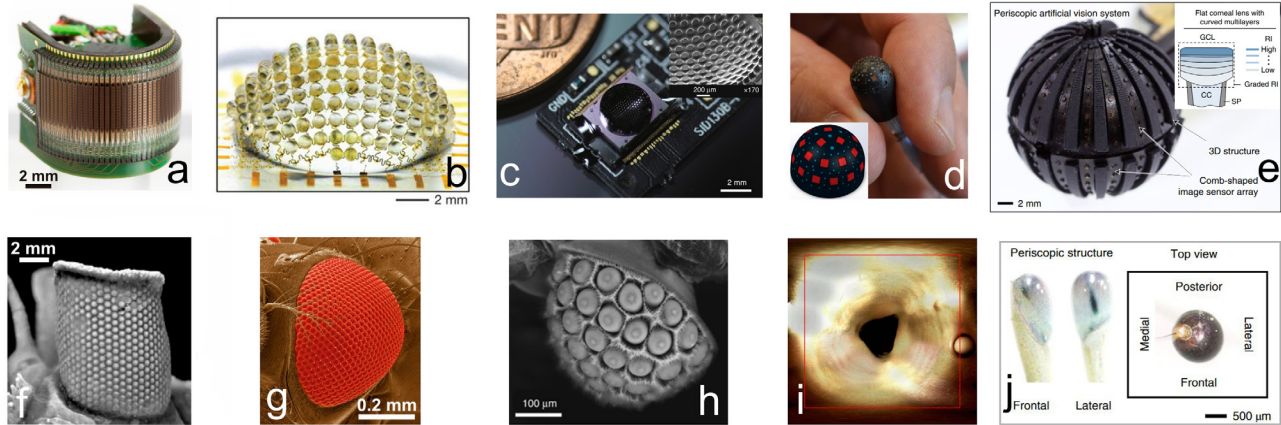 2 mm
a
b
2 mm
ENT
GND
200 µm
×170
c
2 mm
d
Periscopic artificial vision system
Flat corneal lens with
curved multilayers
GCL
RI
High
Low
Graded RI
CC
SP
3D structure
Comb-shaped
image sensor array
2 mm
e
2 mm
f
g
0.2 mm
100 µm
h
i
Periscopic structure
Top view
Posterior
Medial
Lateral
Frontal
j
Frontal
Lateral
500 µm